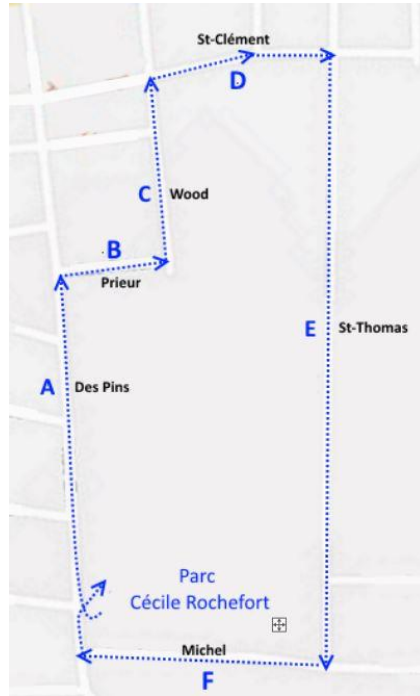 St-Clément
D
C
Wood
B
Prieur
E
St-Thomas
A
Des Pins
Parc
Cécile Rochefort
Michel
F